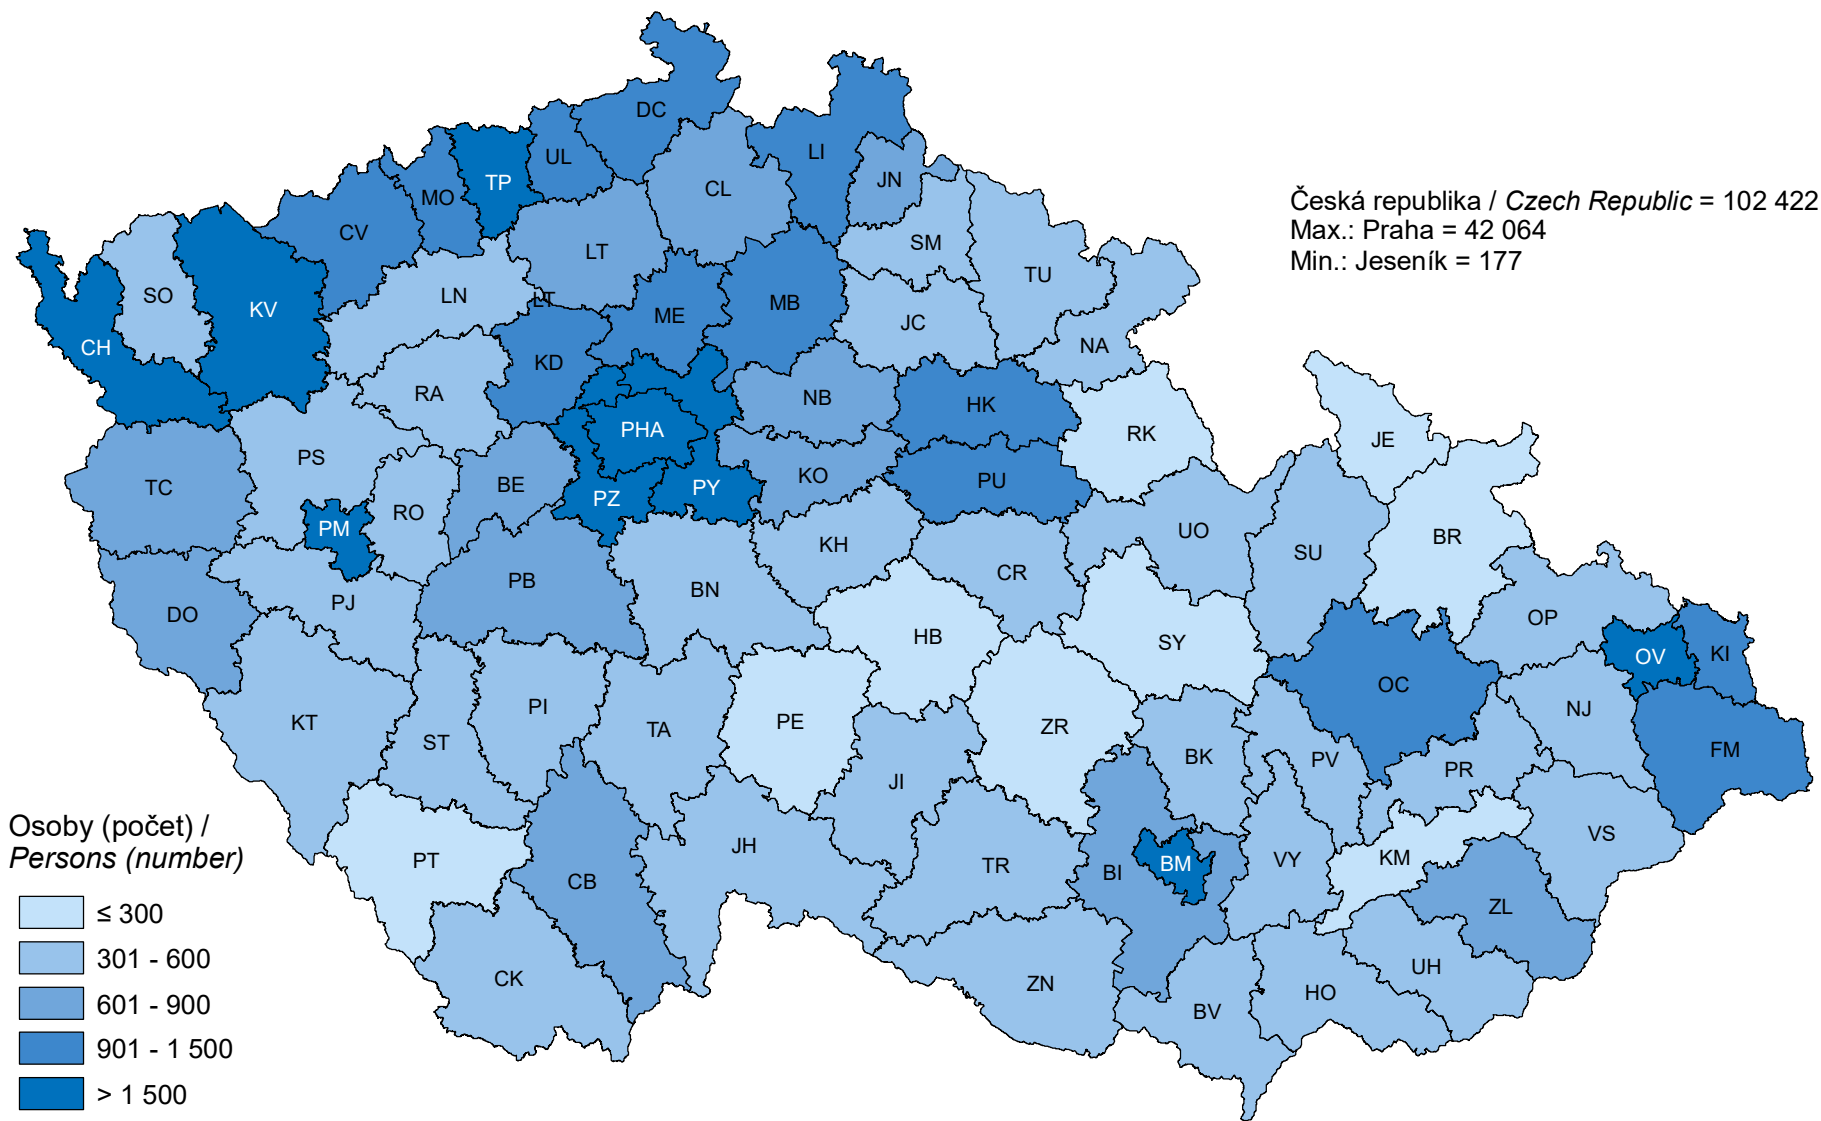 DC
UL
LI
TP
MO
CL
JN
Česká republika / Czech Republic = 102 422
Max.: Praha = 42 064
Min.: Jeseník = 177
CV
LT
SM
TU
SO
KV
LN
LT
ME
MB
JC
NA
CH
KD
RA
NB
HK
PHA
RK
JE
PS
TC
BE
KO
PU
PZ
PY
RO
PM
UO
BR
KH
SU
CR
PB
BN
PJ
DO
HB
SY
OP
OV
KI
OC
KT
ST
PI
TA
PE
ZR
NJ
FM
BK
PV
PR
JI
Osoby (počet) /
Persons (number)
PT
JH
CB
TR
BI
BM
VY
KM
VS
ZL
≤ 300
301 - 600
601 - 900
901 - 1 500
> 1 500
CK
ZN
BV
HO
UH